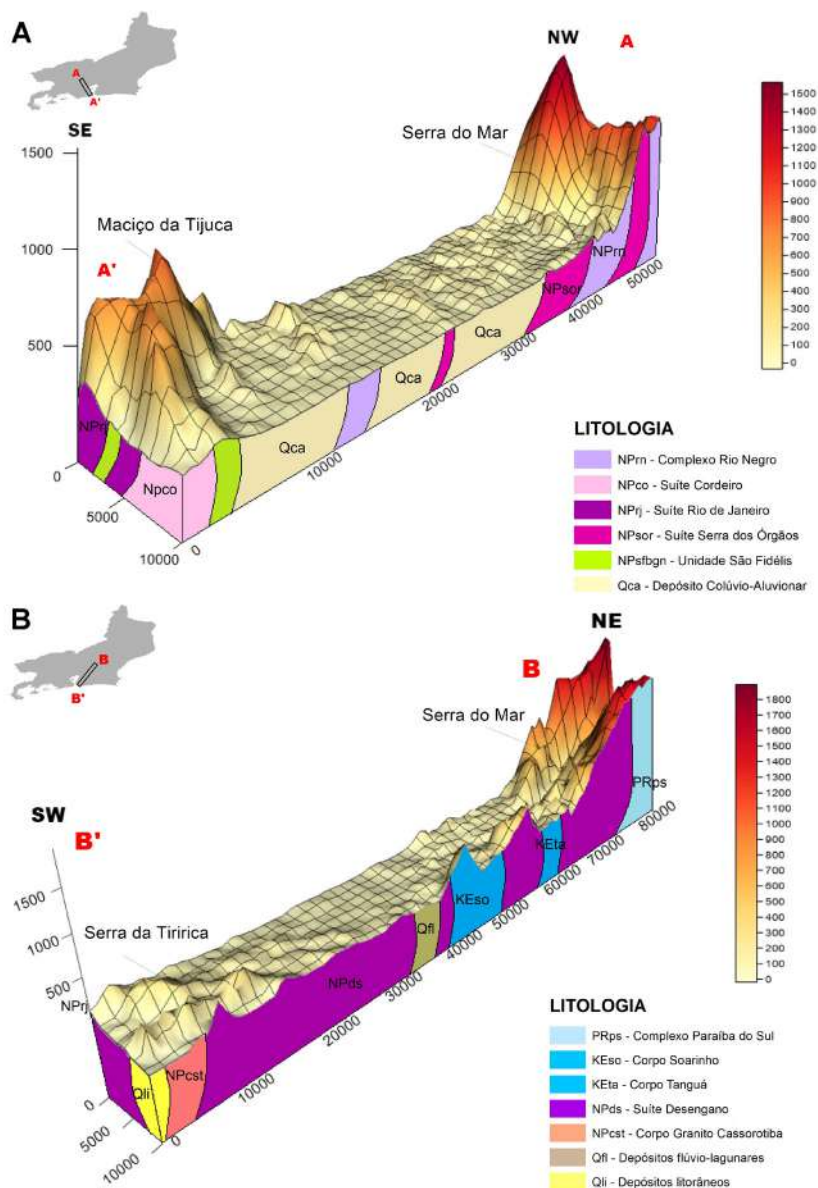 A
A
A'
NW
A
SE
Serra do Mar
Maciço da Tijuca
A'
1500
1000
500
0
5000
10000
0
10000
20000
30000
40000
50000
NPrj
Npco
Qca
Qca
Qca
NPsor
NPrn
1500
1400
1300
1200
1100
1000
900
800
700
600
500
400
300
200
100
0
LITOLOGIA
NPrn - Complexo Rio Negro
NPco - Suíte Cordeiro
NPrj - Suíte Rio de Janeiro
NPsor - Suíte Serra dos Órgãos
NPsfbgn - Unidade São Fidélis
Qca - Depósito Colúvio-Aluvionar
B
B
B'
NE
B
Serra do Mar
SW
B'
Serra da Tiririca
1500
1000
500
NPrj
0
5000
10000
0
10000
20000
30000
40000
50000
60000
70000
80000
Qli
NPcst
NPds
Qfl
KEso
KEta
PRps
1800
1700
1600
1500
1400
1300
1200
1100
1000
900
800
700
600
500
400
300
200
100
0
LITOLOGIA
PRps - Complexo Paraíba do Sul
KEso - Corpo Soarinho
KEta - Corpo Tanguá
NPds - Suíte Desengano
NPcst - Corpo Granito Cassorotiba
Qfl - Depósitos flúvio-lagunares
Qli - Depósitos litorâneos